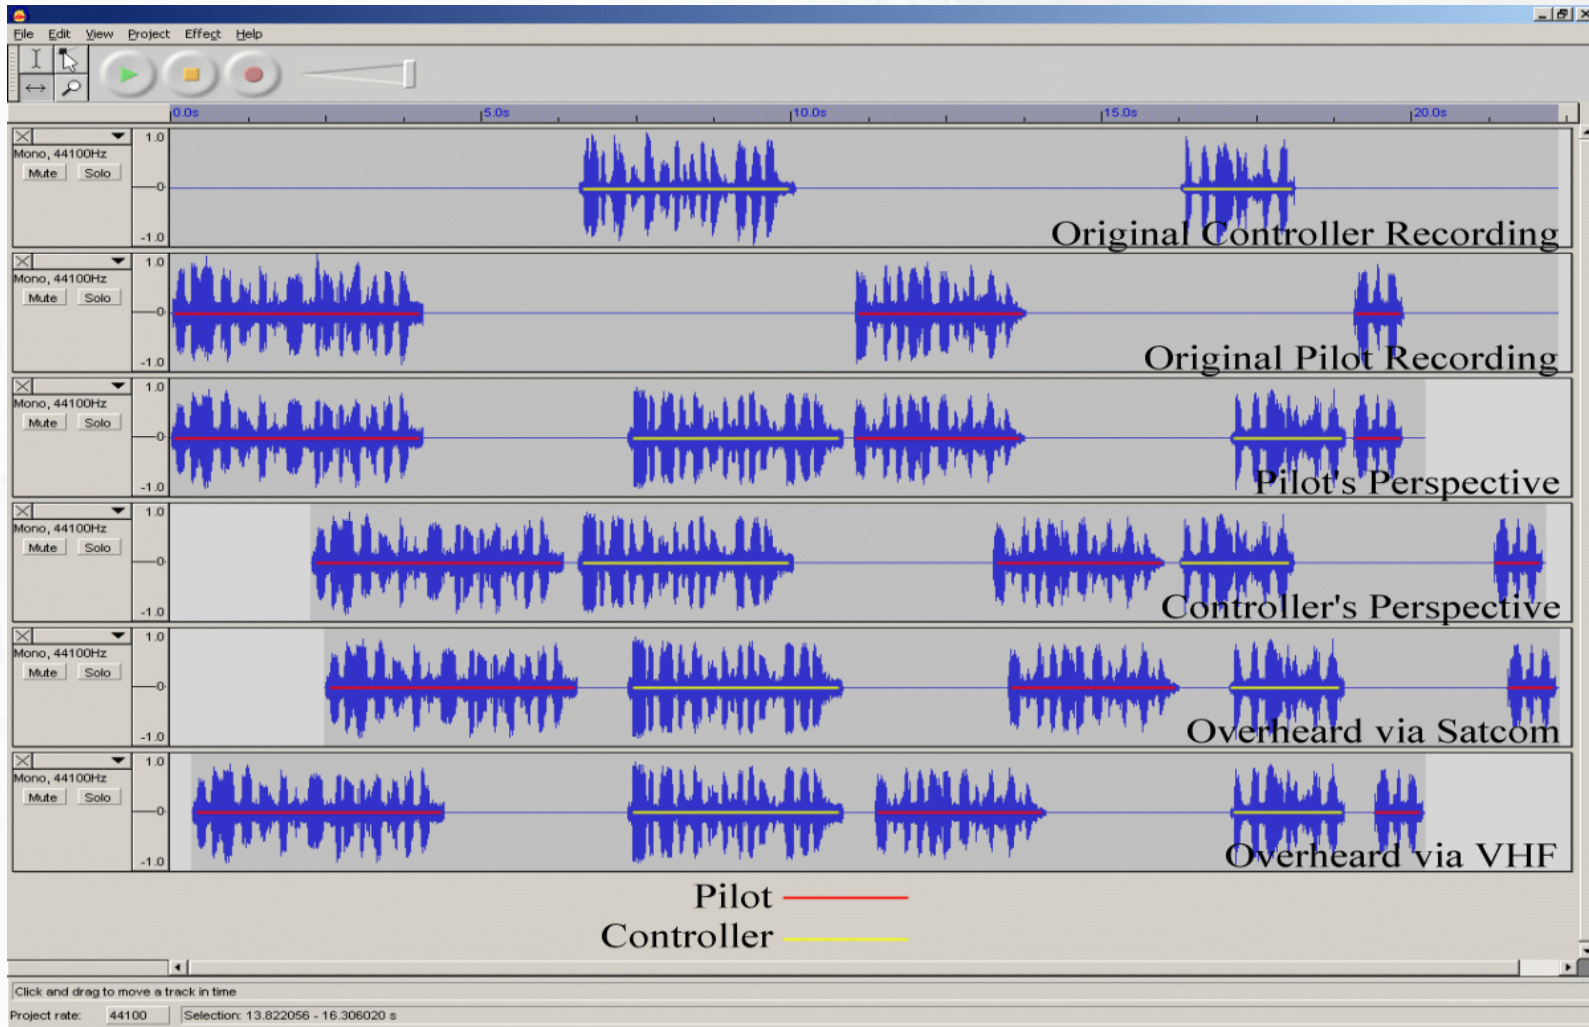 File Edit View Project Effect Help
0.0s 5.0s 10.0s 15.0s 20.0s
1.0
Mono, 44100Hz
Mute Solo
0
-1.0
Original Controller Recording
1.0
Mono, 44100Hz
Mute Solo
0
-1.0
Original Pilot Recording
1.0
Mono, 44100Hz
Mute Solo
0
-1.0
Pilot's Perspective
1.0
Mono, 44100Hz
Mute Solo
0
-1.0
Controller's Perspective
1.0
Mono, 44100Hz
Mute Solo
0
-1.0
Overheard via Satcom
1.0
Mono, 44100Hz
Mute Solo
0
-1.0
Overheard via VHF
Pilot
Controller
Click and drag to move a track in time
Project rate: 44100 Selection: 13.822056 - 16.306020 s